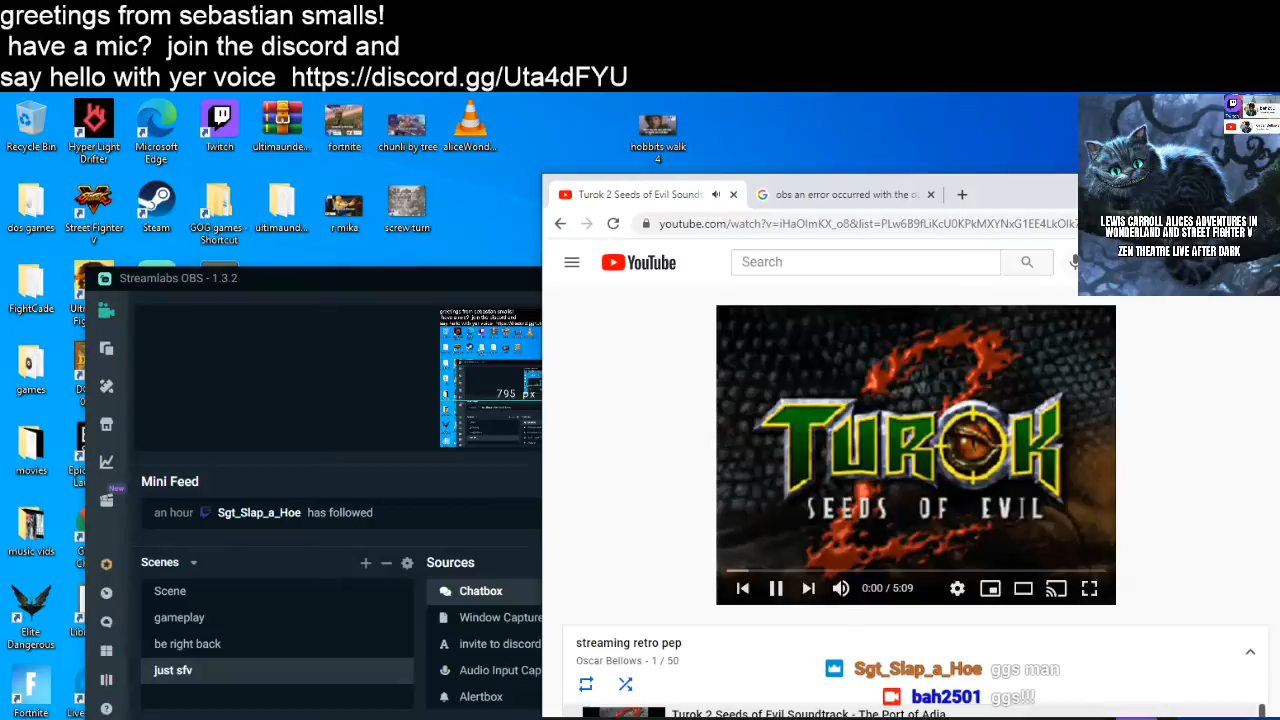 greetings from sebastian smalls!
have a mic?  join the discord and
say hello with yer voice  https://discord.gg/Uta4dFYU
Recycle Bin
Hyper Light Drifter
Microsoft Edge
Twitch
ultimaunde...
fortnite
chunli by tree
aliceWond...
hobbits walk 4
dos games
Street Fighter V
Steam
GOG games - Shortcut
ultimaund...
r mika
screw turn
FightCade
games
movies
music vids
Elite Dangerous
Fortnite
Turok 2 Seeds of Evil Sound
obs an error occurred with the o
youtube.com/watch?v=iHaOlmKX_o8&list=PLw6B9fLiKcU0KPkMXYNxG1EE4LkOlk7
YouTube
Search
LEWIS CARROLL ALICES ADVENTURES IN
WONDERLAND AND STREET FIGHTER V
ZEN THEATRE LIVE AFTER DARK
Streamlabs OBS - 1.3.2
795 px
New
Mini Feed
an hour Sgt_Slap_a_Hoe has followed
Scenes
Scene
gameplay
be right back
just sfv
Sources
Chatbox
Window Capture
invite to discord
Audio Input Cap
Alertbox
2
TUROK
SEEDS OF EVIL
0:00 / 5:09
streaming retro pep
Oscar Bellows - 1 / 50
Sgt_Slap_a_Hoe ggs man
bah2501 ggs!!!
Turok 2 Seeds of Evil Soundtrack - The Port of Adia